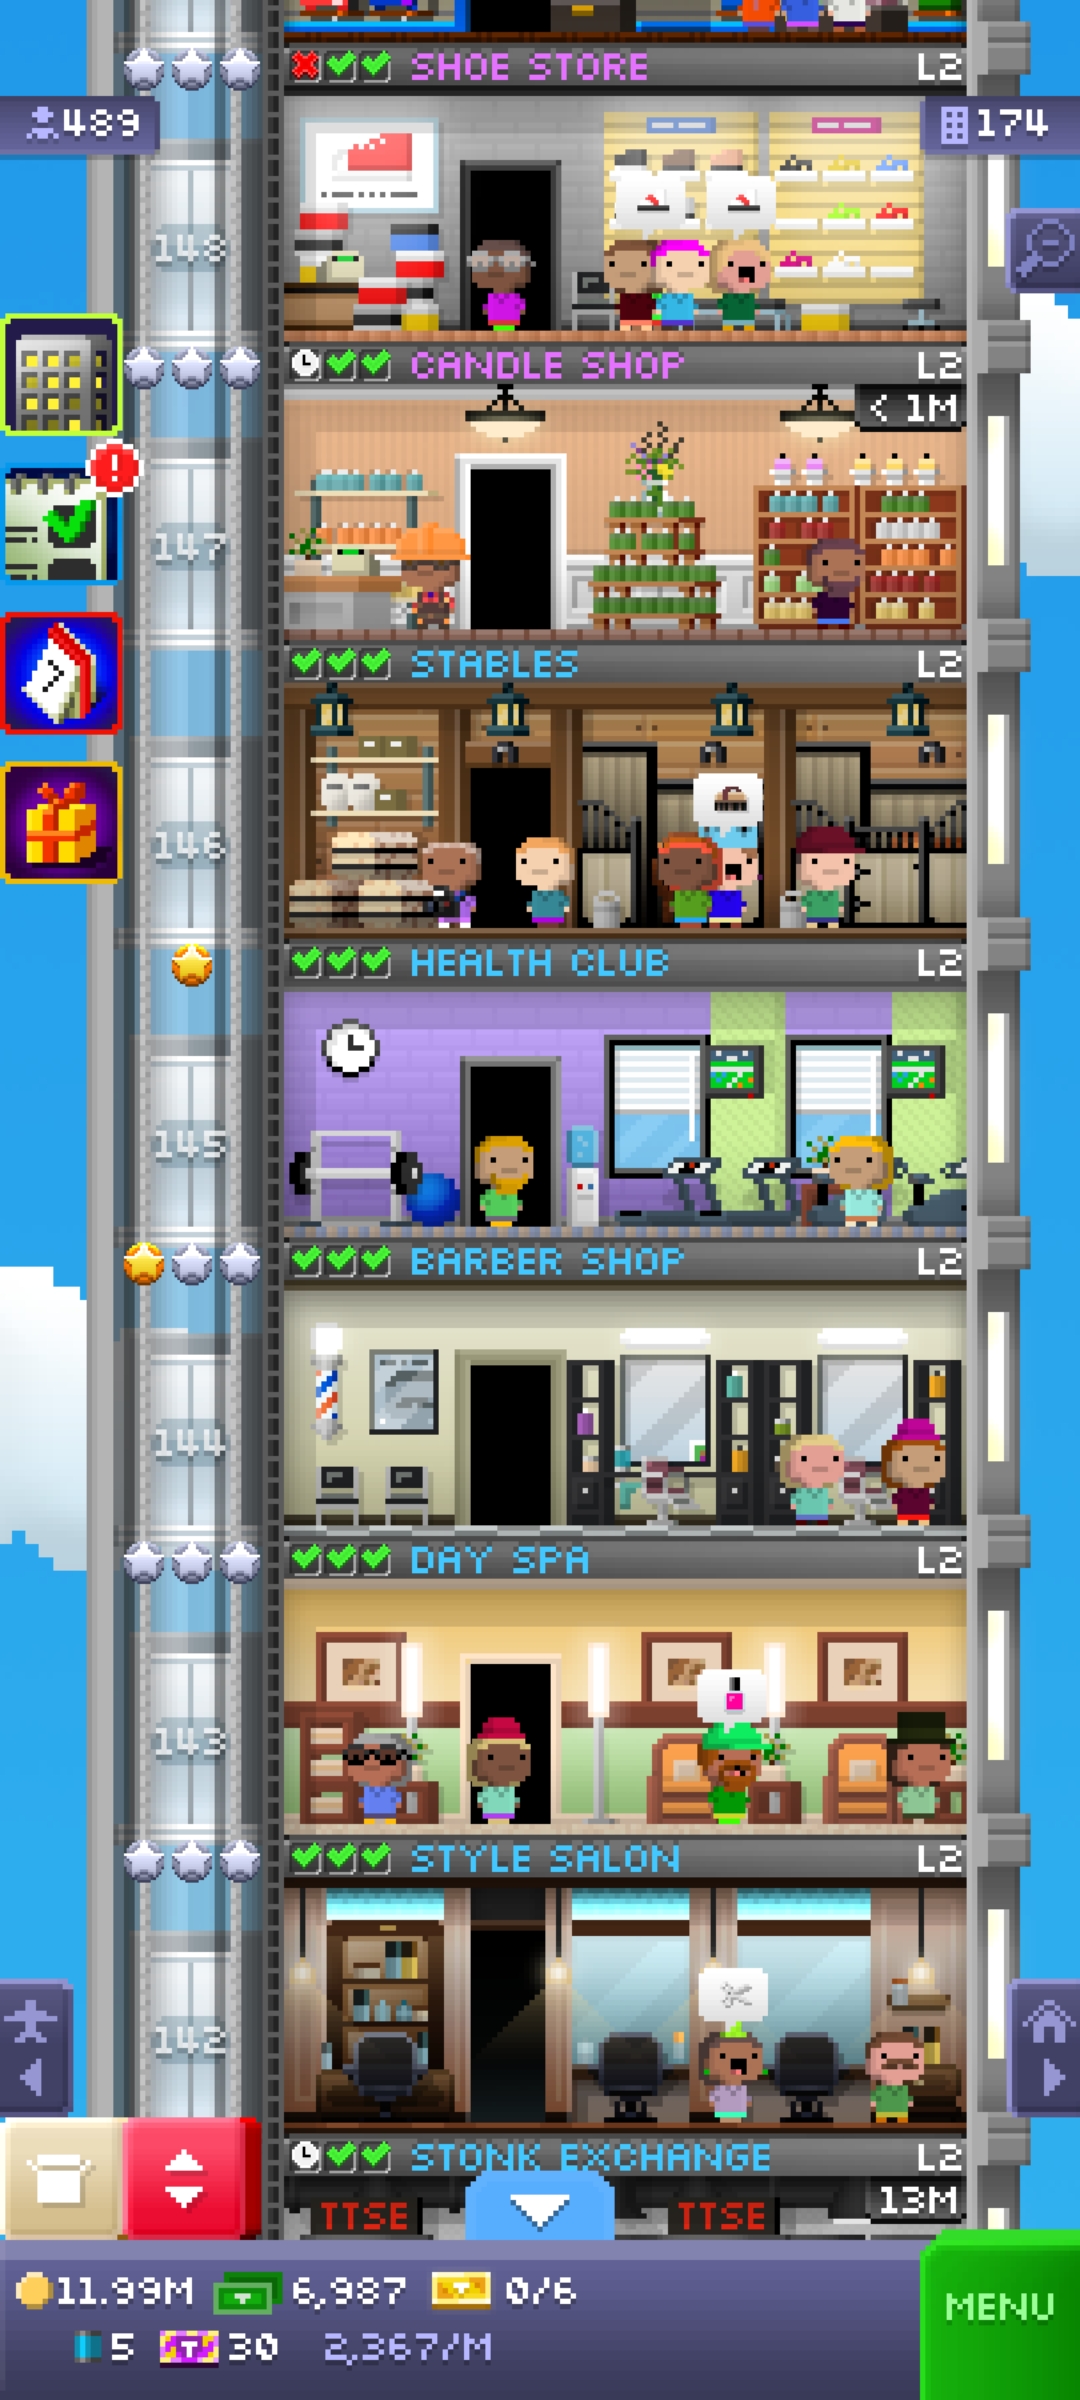 SHOE STORE L2
489
174
148
CANDLE SHOP L2
< 1M
147
STABLES L2
146
HEALTH CLUB L2
145
BARBER SHOP L2
144
DAY SPA L2
143
STYLE SALON L2
142
STONK EXCHANGE L2
TTSE TTSE 13M
11.99M 6,987 0/6
5 T 30 2,367/M
MENU